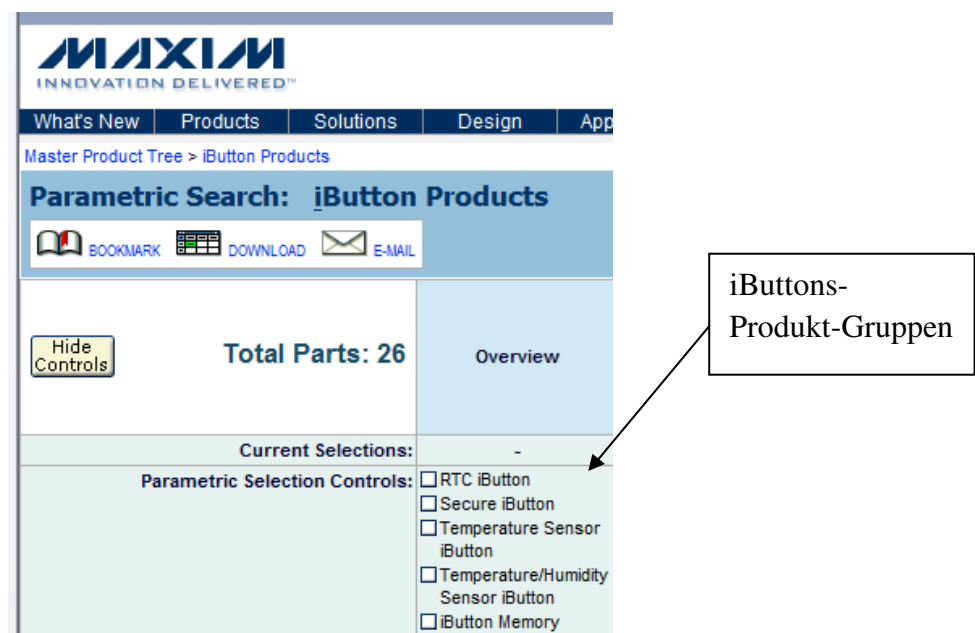 MAXIM
INNOVATION DELIVERED™
What's New Products Solutions Design App
Master Product Tree > iButton Products
Parametric Search: iButton Products
BOOKMARK DOWNLOAD E-MAIL
iButtons-
Produkt-Gruppen
Hide
Controls
Total Parts: 26
Overview
Current Selections: -
Parametric Selection Controls:
RTC iButton
Secure iButton
Temperature Sensor
iButton
Temperature/Humidity
Sensor iButton
iButton Memory